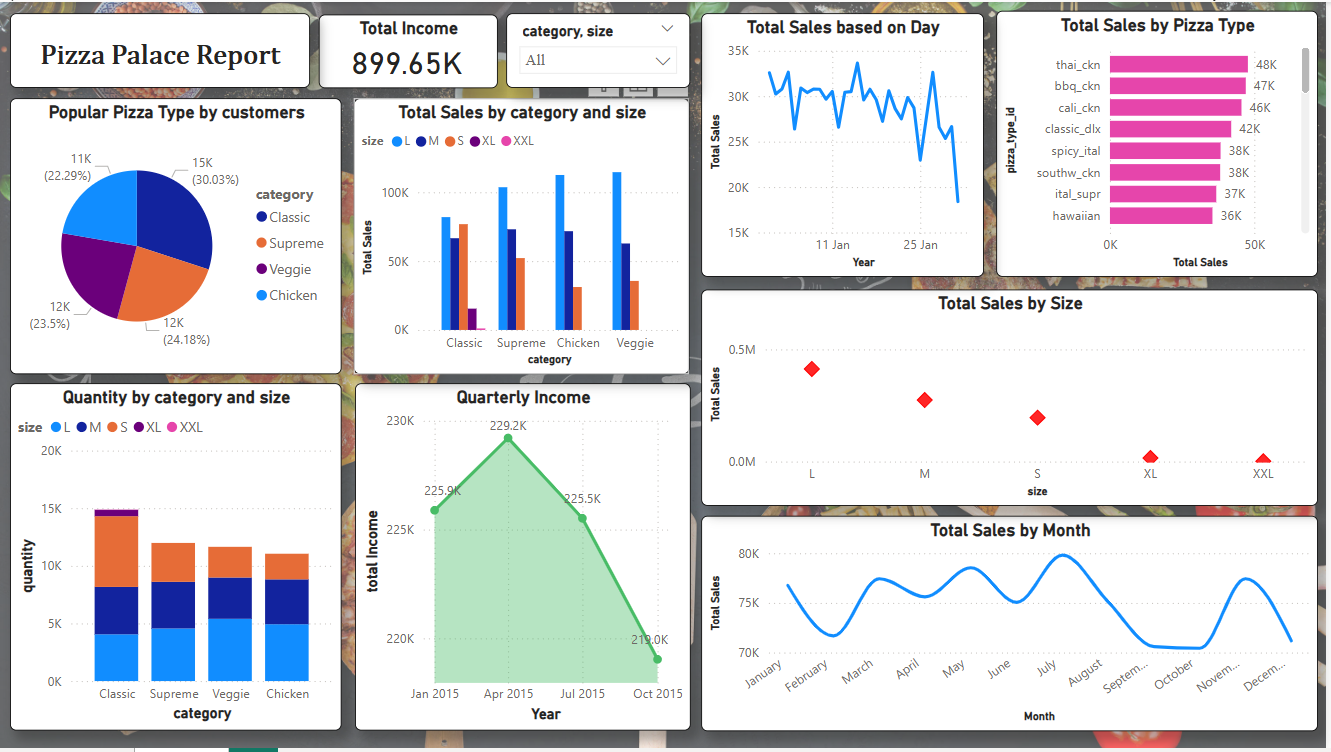 Pizza Palace Report
Total Income
899.65K
category, size
All
Popular Pizza Type by customers
11K
(22.29%)
15K
(30.03%)
12K
(23.5%)
12K
(24.18%)
category
Classic
Supreme
Veggie
Chicken
Total Sales by category and size
size L M S XL XXL
100K
50K
0K
Total Sales
Classic Supreme Chicken Veggie
category
Total Sales based on Day
35K
30K
25K
20K
15K
Total Sales
11 Jan 25 Jan
Year
Total Sales by Pizza Type
pizza_type_id
thai_ckn 48K
bbq_ckn 47K
cali_ckn 46K
classic_dlx 42K
spicy_ital 38K
southw_ckn 38K
ital_supr 37K
hawaiian 36K
0K 50K
Total Sales
Total Sales by Size
0.5M
0.0M
Total Sales
L M S XL XXL
size
Quantity by category and size
size L M S XL XXL
20K
15K
10K
5K
0K
quantity
Classic Supreme Veggie Chicken
category
Quarterly Income
230K
225K
220K
total Income
225.9K
229.2K
225.5K
219.0K
Jan 2015 Apr 2015 Jul 2015 Oct 2015
Year
Total Sales by Month
80K
75K
70K
Total Sales
January February March April May June July August Septem... October Novem... Decem...
Month